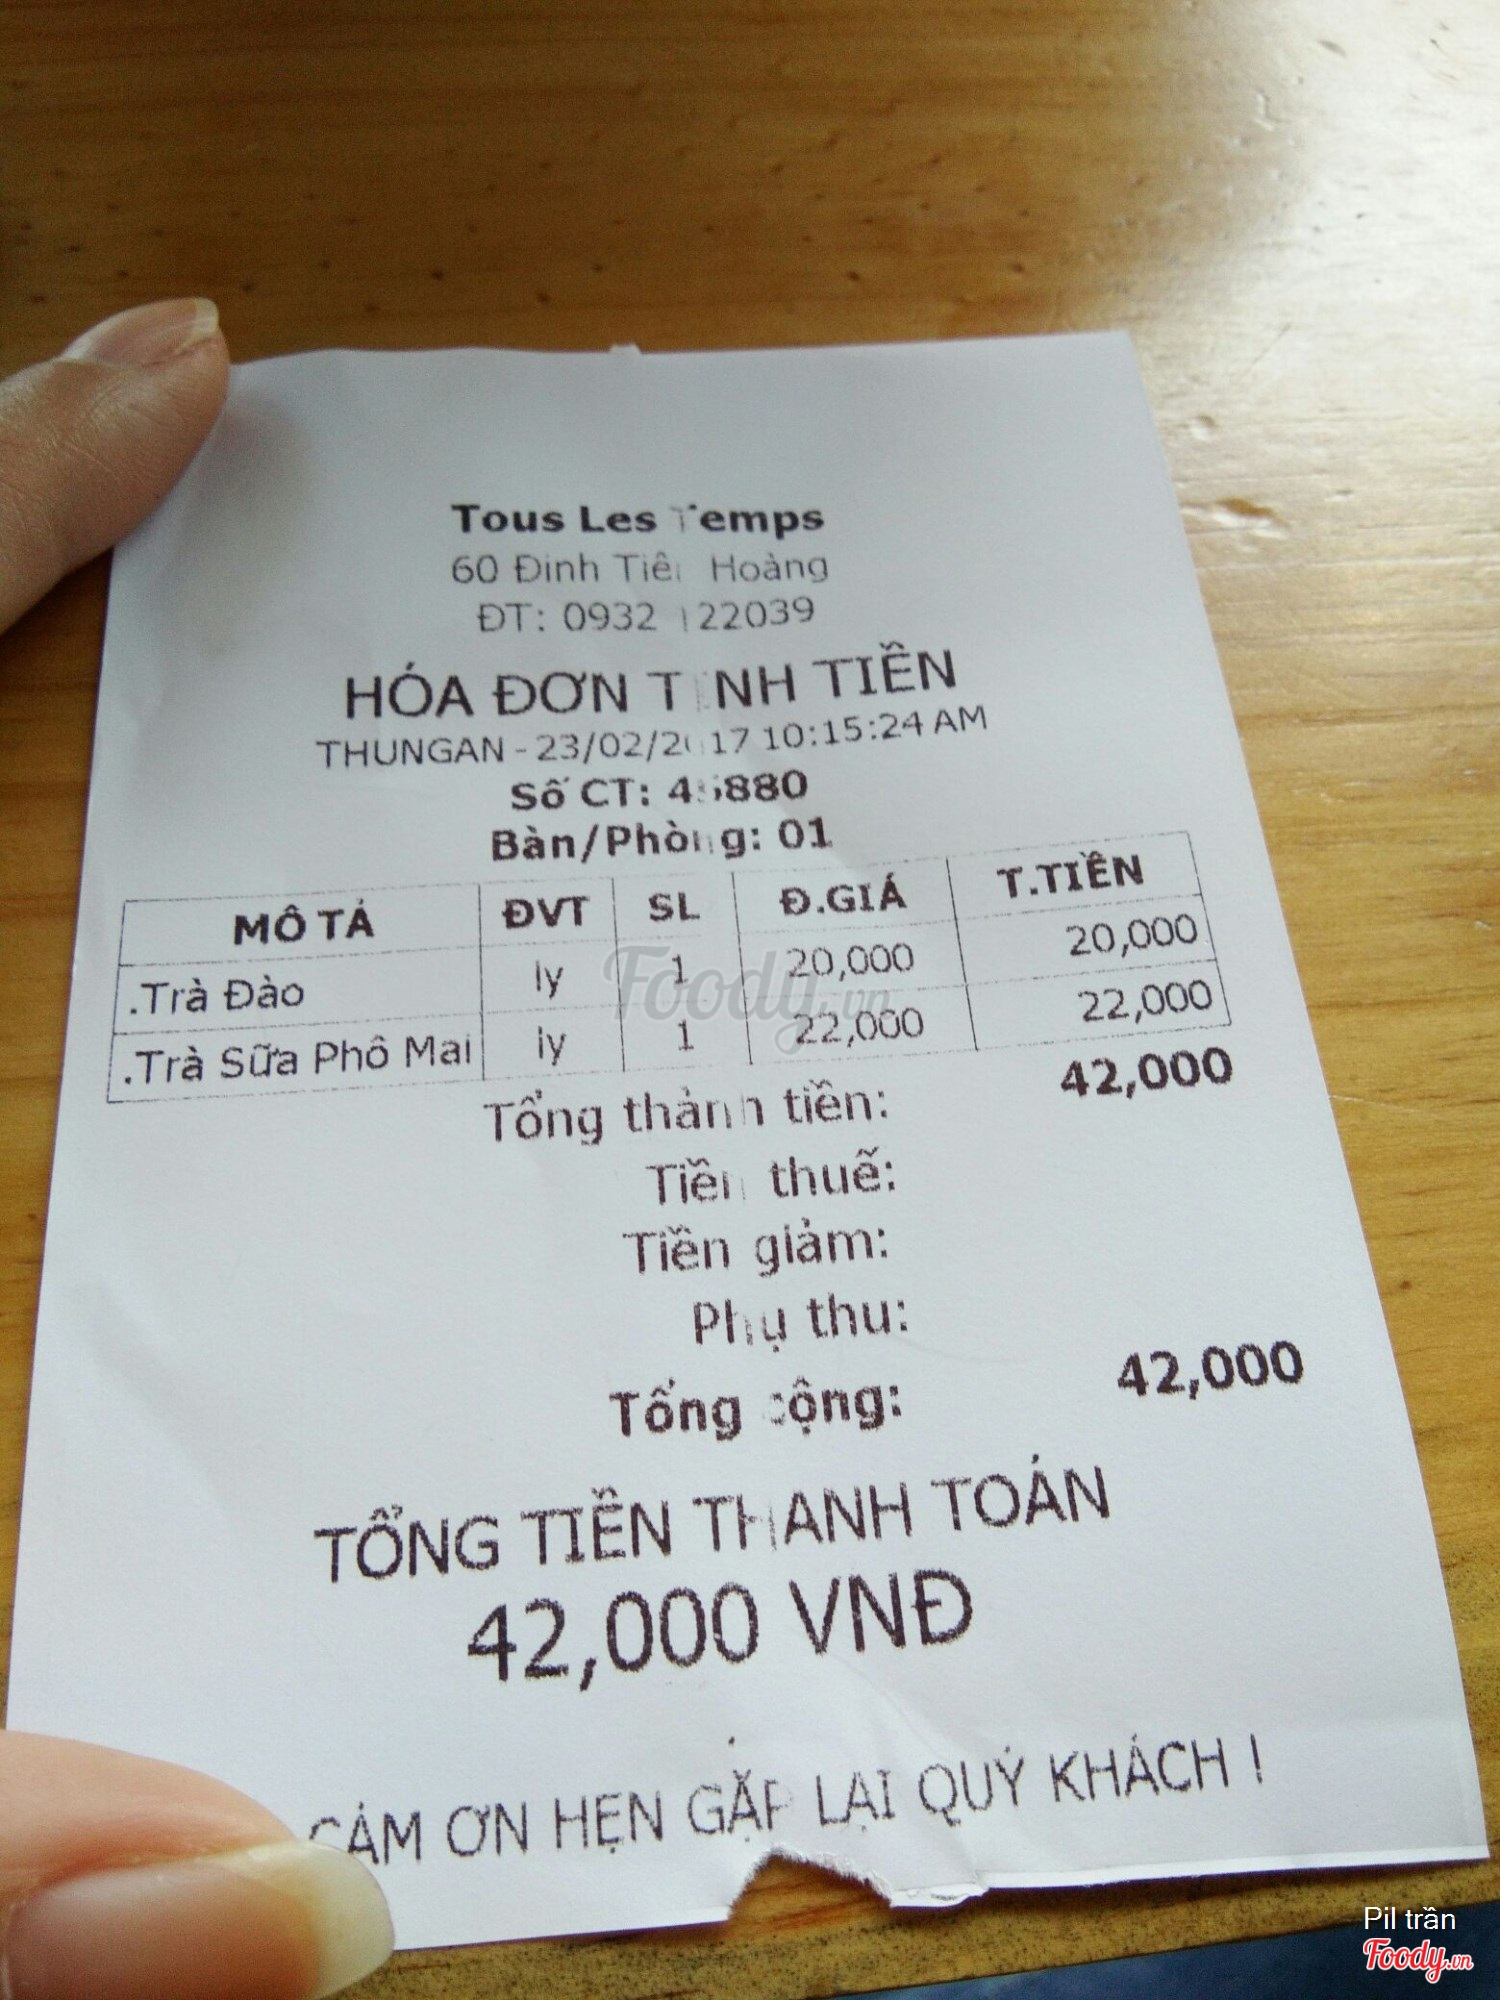 Tous Les Temps
60 Đinh Tiên Hoàng
ĐT: 0932 122039
HÓA ĐƠN TÍNH TIỀN
THUNGAN - 23/02/2017 10:15:24 AM
Số CT: 45880
Bàn/Phòng: 01
MÔ TẢ ĐVT SL Đ.GIÁ T.TIỀN
.Trà Đào ly 1 20,000 20,000
.Trà Sữa Phô Mai ly 1 22,000 22,000
Tổng thành tiền: 42,000
Tiền thuế:
Tiền giảm:
Phụ thu:
Tổng cộng: 42,000
TỔNG TIỀN THANH TOÁN
42,000 VNĐ
CÁM ƠN HẸN GẶP LẠI QUÝ KHÁCH !
Foody.vn
Pil trần
Foody.vn